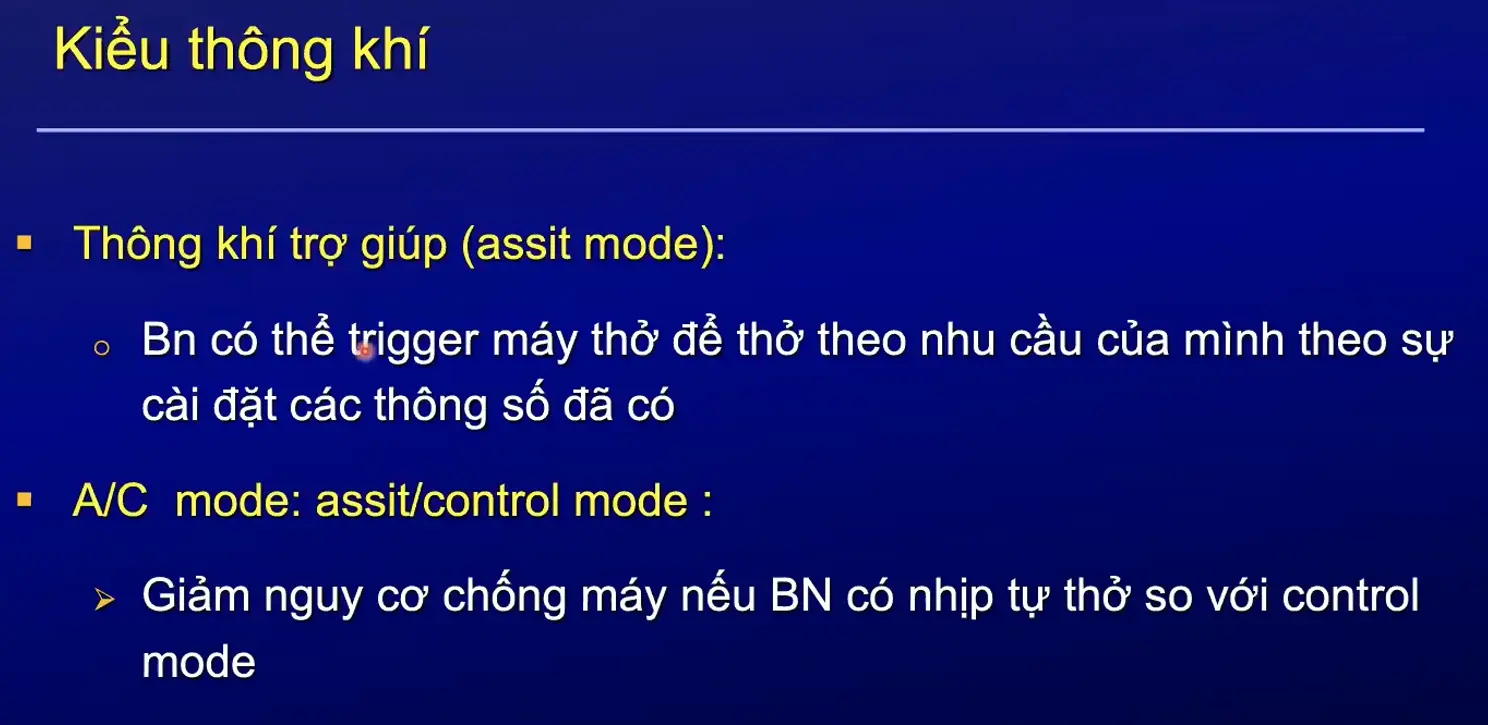 Kiểu thông khí
Thông khí trợ giúp (assit mode):
Bn có thể trigger máy thở để thở theo nhu cầu của mình theo sự
cài đặt các thông số đã có
A/C mode: assit/control mode :
Giảm nguy cơ chống máy nếu BN có nhịp tự thở so với control
mode